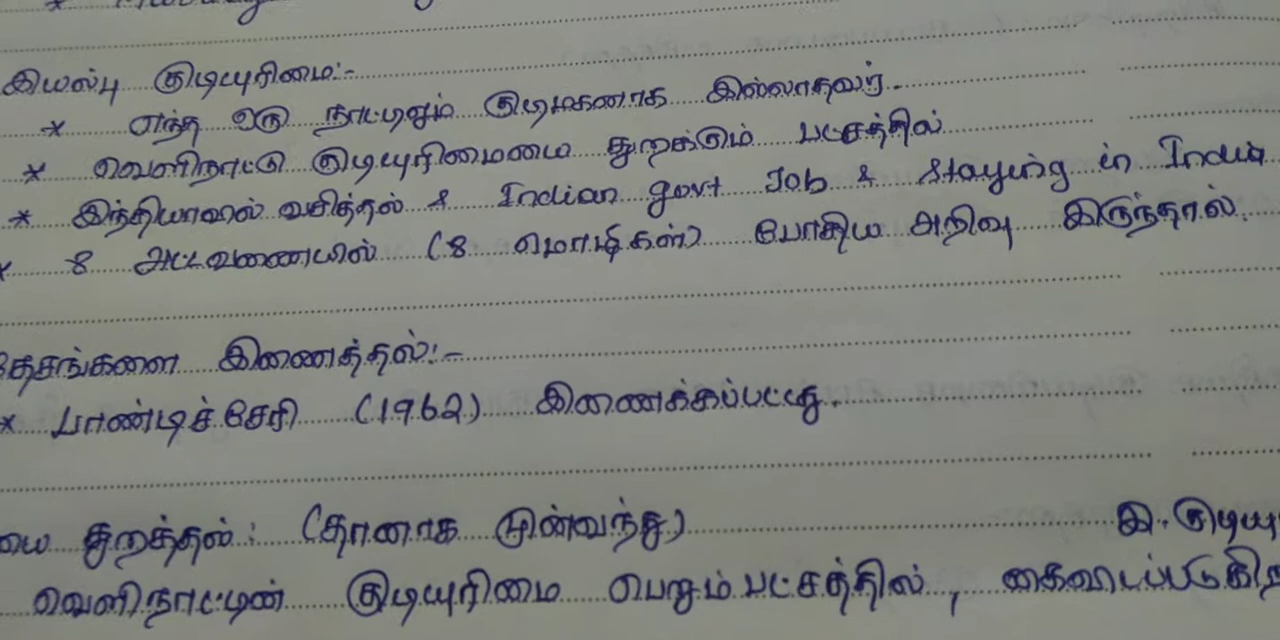 இயல்பு குடியுரிமை:-
* எந்த ஒரு நாட்டிலும் குடிமகனாக இல்லாதவர்.
* வெளிநாட்டு குடியுரிமைமை துறக்கும் பட்சத்தில்
* இந்தியாவில் வசித்தல் & Indian govt Job & staying in India
* 8 அட்டவணையில் (8 மொழிகள்) போதிய அறிவு இருந்தால்.
தேசங்களை இணைத்தல்:-
* பாண்டிச்சேரி (1962) இணைக்கப்பட்டது.
துறத்தல்: (தானாக முன்வந்து) இ. குடியு
வெளிநாட்டின் குடியுரிமை பெறும் பட்சத்தில், கைவிடப்படுகிற